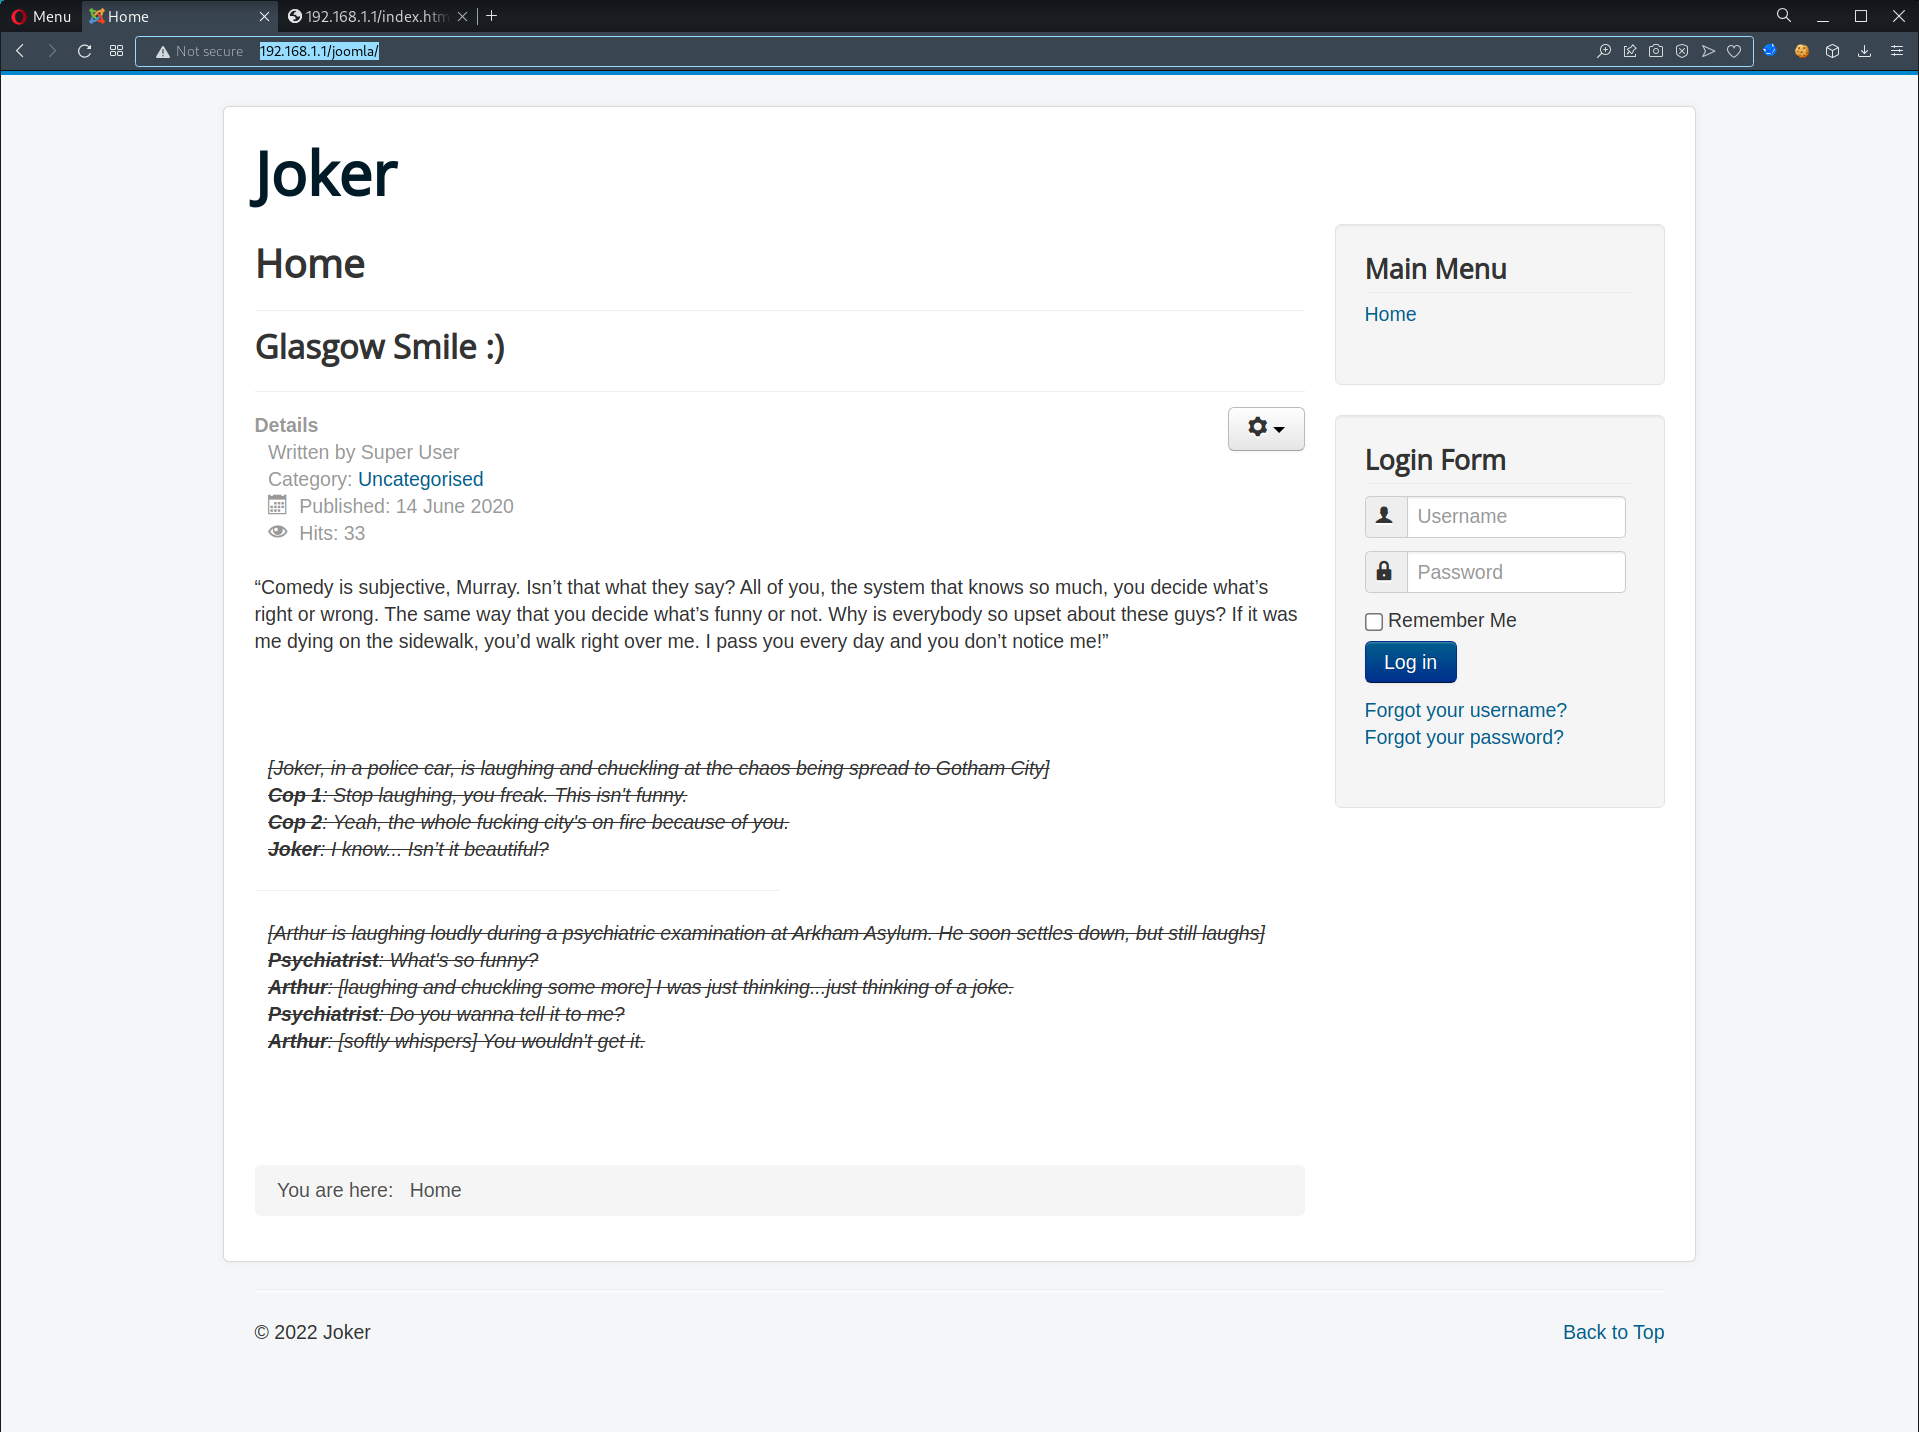 Menu
Home
192.168.1.1/index.htm
Not secure
192.168.1.1/joomla/
Joker
Home
Glasgow Smile :)
Details
Written by Super User
Category: Uncategorised
Published: 14 June 2020
Hits: 33
“Comedy is subjective, Murray. Isn’t that what they say? All of you, the system that knows so much, you decide what’s
right or wrong. The same way that you decide what’s funny or not. Why is everybody so upset about these guys? If it was
me dying on the sidewalk, you’d walk right over me. I pass you every day and you don’t notice me!”
[Joker, in a police car, is laughing and chuckling at the chaos being spread to Gotham City]
Cop 1: Stop laughing, you freak. This isn't funny.
Cop 2: Yeah, the whole fucking city's on fire because of you.
Joker: I know... Isn’t it beautiful?
[Arthur is laughing loudly during a psychiatric examination at Arkham Asylum. He soon settles down, but still laughs]
Psychiatrist: What's so funny?
Arthur: [laughing and chuckling some more] I was just thinking...just thinking of a joke.
Psychiatrist: Do you wanna tell it to me?
Arthur: [softly whispers] You wouldn't get it.
You are here: Home
Main Menu
Home
Login Form
Username
Password
Remember Me
Log in
Forgot your username?
Forgot your password?
© 2022 Joker
Back to Top